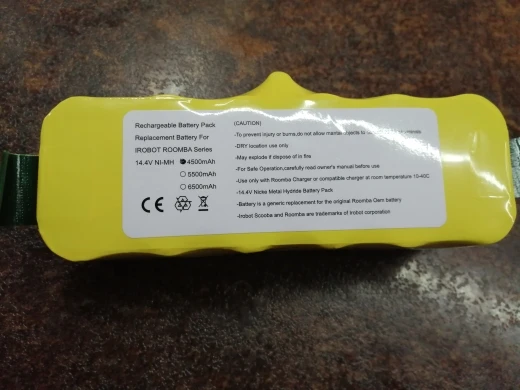 Rechargeable Battery Pack
Replacement Battery For
IROBOT ROOMBA Series
14.4V NI-MH 4500mAh
5500mAh
6500mAh
CE
(CAUTION)
-To prevent injury or burns,do not allow matal objects to
-DRY location use only.
-May explode if dispose of in fire
-For Safe Operation,carefully read owner's manual before use
-Use only with Roomba Charger or compatible charger at room temperature 10-40C
-14.4V Nicke Metal Hydride Battery Pack
-Battery is a generic replacement for the original Roomba Oem battery
-Irobot Scooba and Roomba are trademarks of Irobot corporation